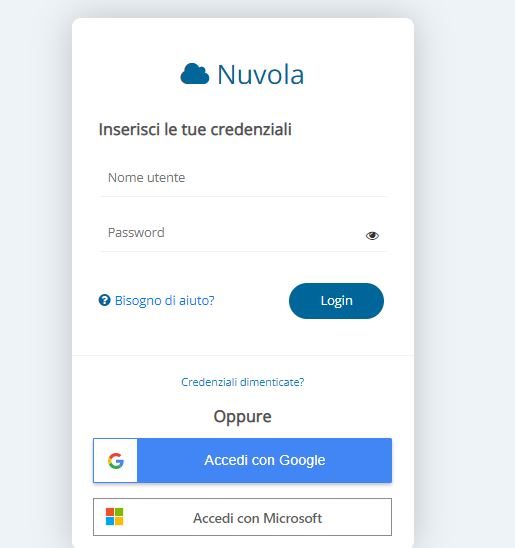 Nuvola
Inserisci le tue credenziali
Nome utente
Password
Bisogno di aiuto?
Login
Credenziali dimenticate?
Oppure
Accedi con Google
Accedi con Microsoft